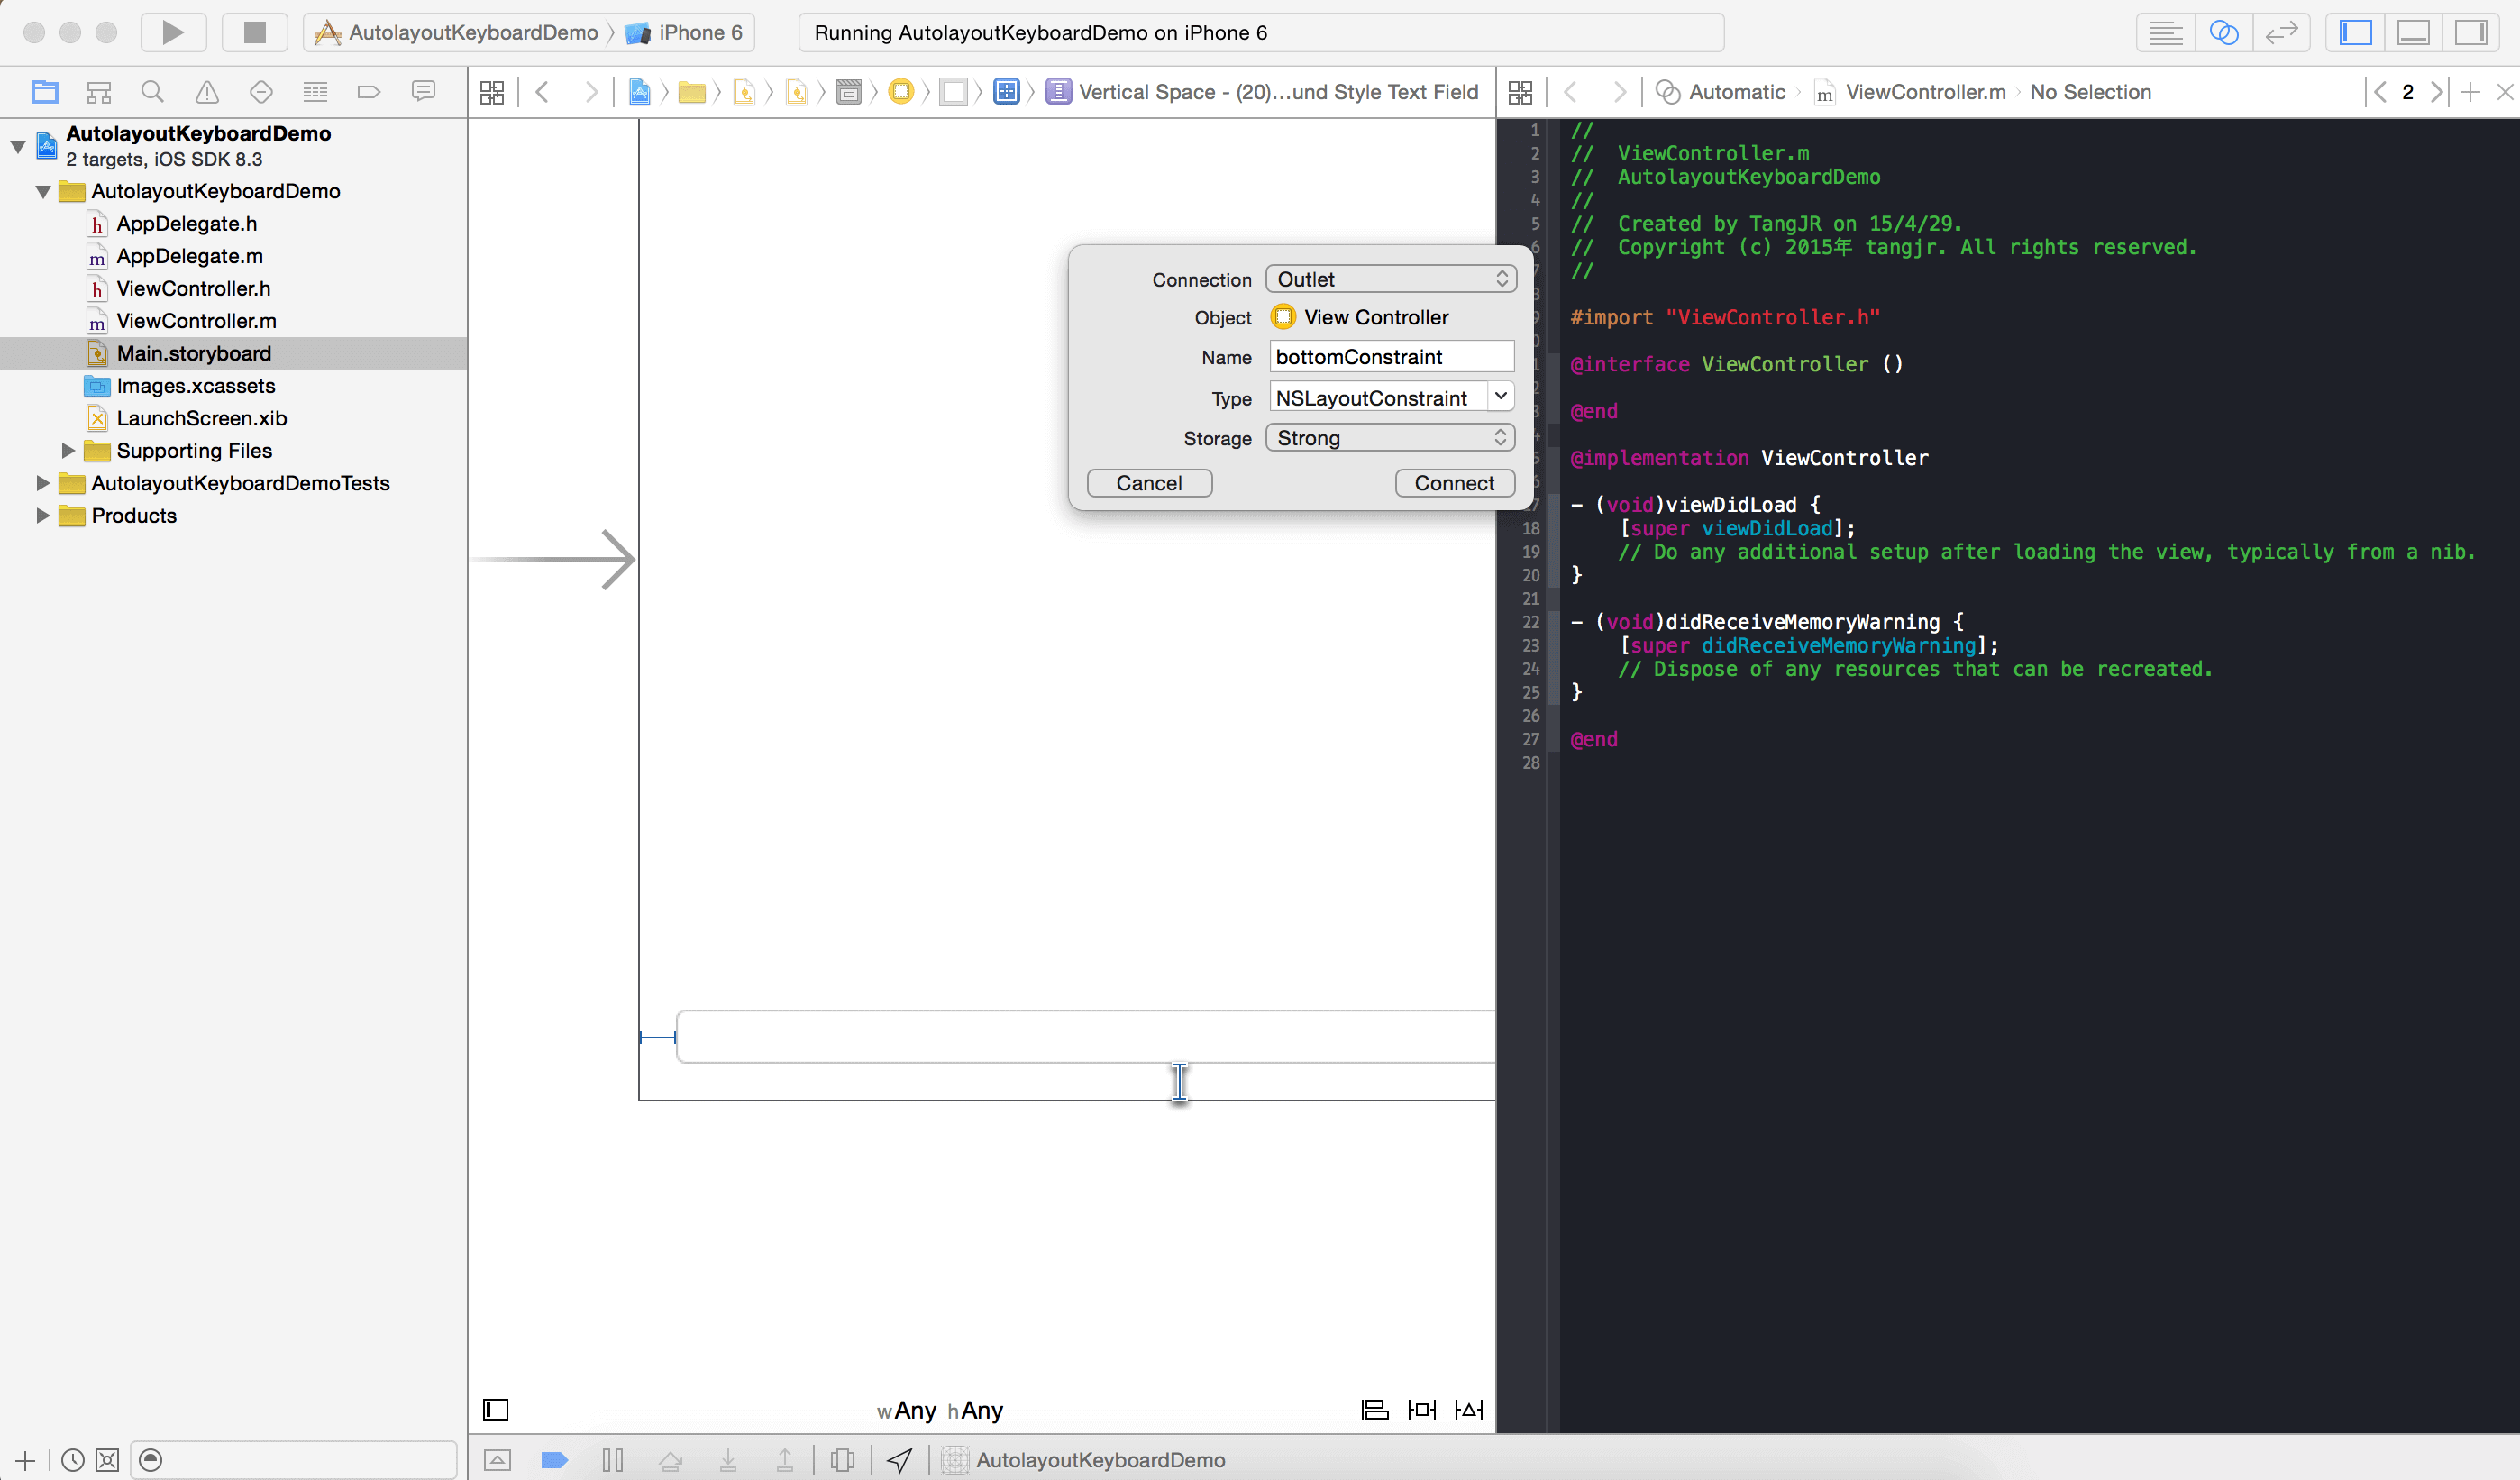 AutolayoutKeyboardDemo iPhone 6
Running AutolayoutKeyboardDemo on iPhone 6
Vertical Space - (20)...und Style Text Field
Automatic m ViewController.m No Selection
2
AutolayoutKeyboardDemo
2 targets, iOS SDK 8.3
AutolayoutKeyboardDemo
h AppDelegate.h
m AppDelegate.m
h ViewController.h
m ViewController.m
Main.storyboard
Images.xcassets
LaunchScreen.xib
Supporting Files
AutolayoutKeyboardDemoTests
Products
Connection Outlet
Object View Controller
Name bottomConstraint
Type NSLayoutConstraint
Storage Strong
Cancel Connect
1 //
2 // ViewController.m
3 // AutolayoutKeyboardDemo
4 //
5 // Created by TangJR on 15/4/29.
6 // Copyright (c) 2015年 tangjr. All rights reserved.
//
#import "ViewController.h"
@interface ViewController ()
@end
@implementation ViewController
- (void)viewDidLoad {
18 [super viewDidLoad];
19 // Do any additional setup after loading the view, typically from a nib.
20 }
21
22 - (void)didReceiveMemoryWarning {
23 [super didReceiveMemoryWarning];
24 // Dispose of any resources that can be recreated.
25 }
26
27 @end
28
wAny hAny
AutolayoutKeyboardDemo